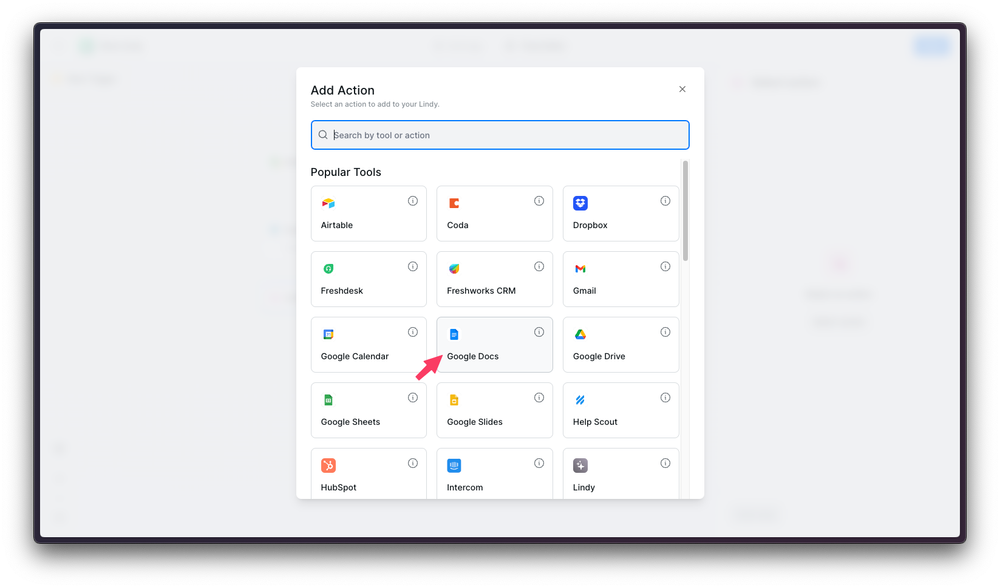 Add Action
Select an action to add to your Lindy.
Search by tool or action
Popular Tools
Airtable
Coda
Dropbox
Freshdesk
Freshworks CRM
Gmail
Google Calendar
Google Docs
Google Drive
Google Sheets
Google Slides
Help Scout
HubSpot
Intercom
Lindy